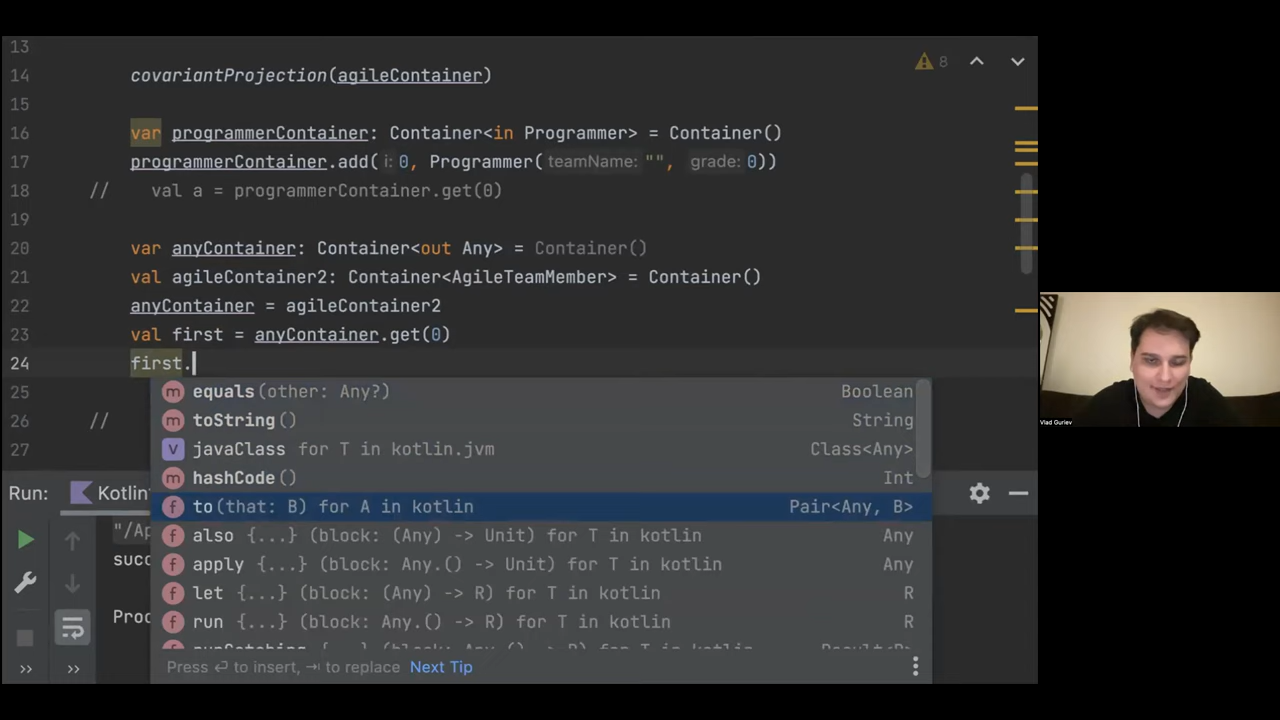 13
14 covariantProjection(agileContainer)
8
15
16 var programmerContainer: Container<in Programmer> = Container()
17 programmerContainer.add( i: 0, Programmer( teamName: "", grade: 0))
18 // val a = programmerContainer.get(0)
19
20 var anyContainer: Container<out Any> = Container()
21 val agileContainer2: Container<AgileTeamMember> = Container()
22 anyContainer = agileContainer2
23 val first = anyContainer.get(0)
24 first.
25
26 //
27
equals(other: Any?) Boolean
toString() String
javaClass for T in kotlin.jvm Class<Any>
hashCode() Int
to(that: B) for A in kotlin Pair<Any, B>
also {...} (block: (Any) -> Unit) for T in kotlin Any
apply {...} (block: Any.() -> Unit) for T in kotlin Any
let {...} (block: (Any) -> R) for T in kotlin R
run {...} (block: Any.() -> R) for T in kotlin R
Press ⏎ to insert, ⇥ to replace Next Tip
Run: Kotlin
"/Ap
succ
Proc
Vlad Guriev